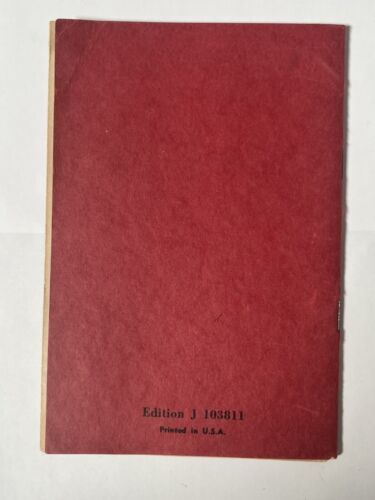 Edition J 103811
Printed in U.S.A.